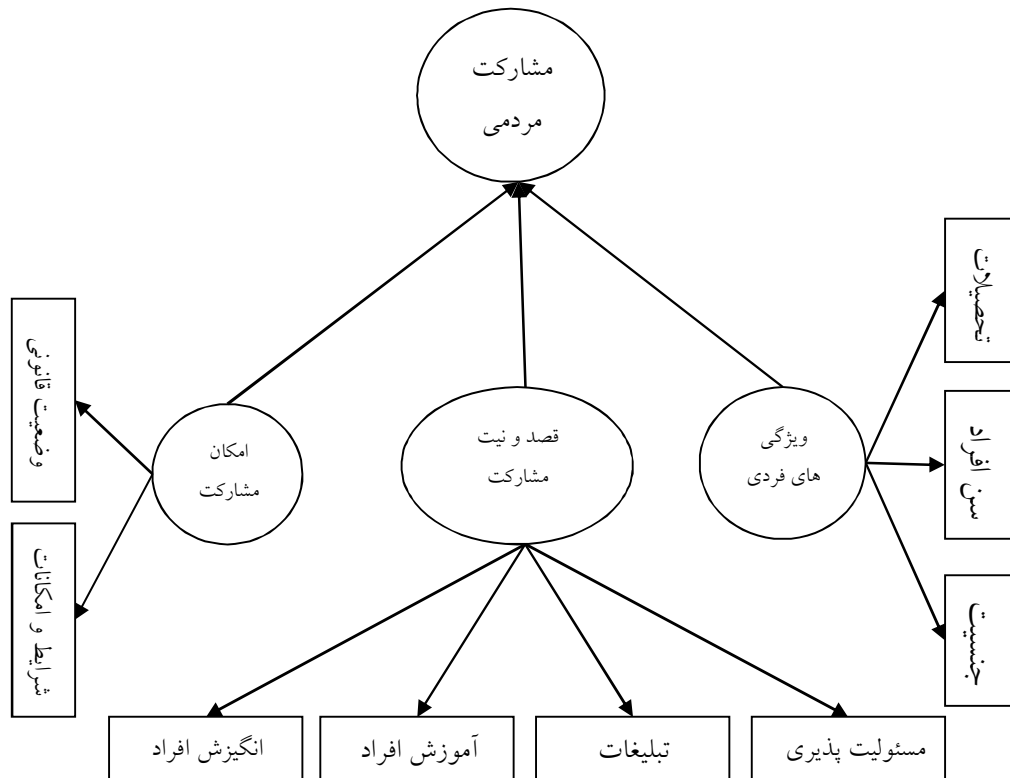 مشارکت
مردمی
تحصیلات
سن افراد
جنسیت
ویژگی
های فردی
قصد و نیت
مشارکت
امکان
مشارکت
وضعیت قانونی
شرایط و امکانات
مسئولیت پذیری
تبلیغات
آموزش افراد
انگیزش افراد